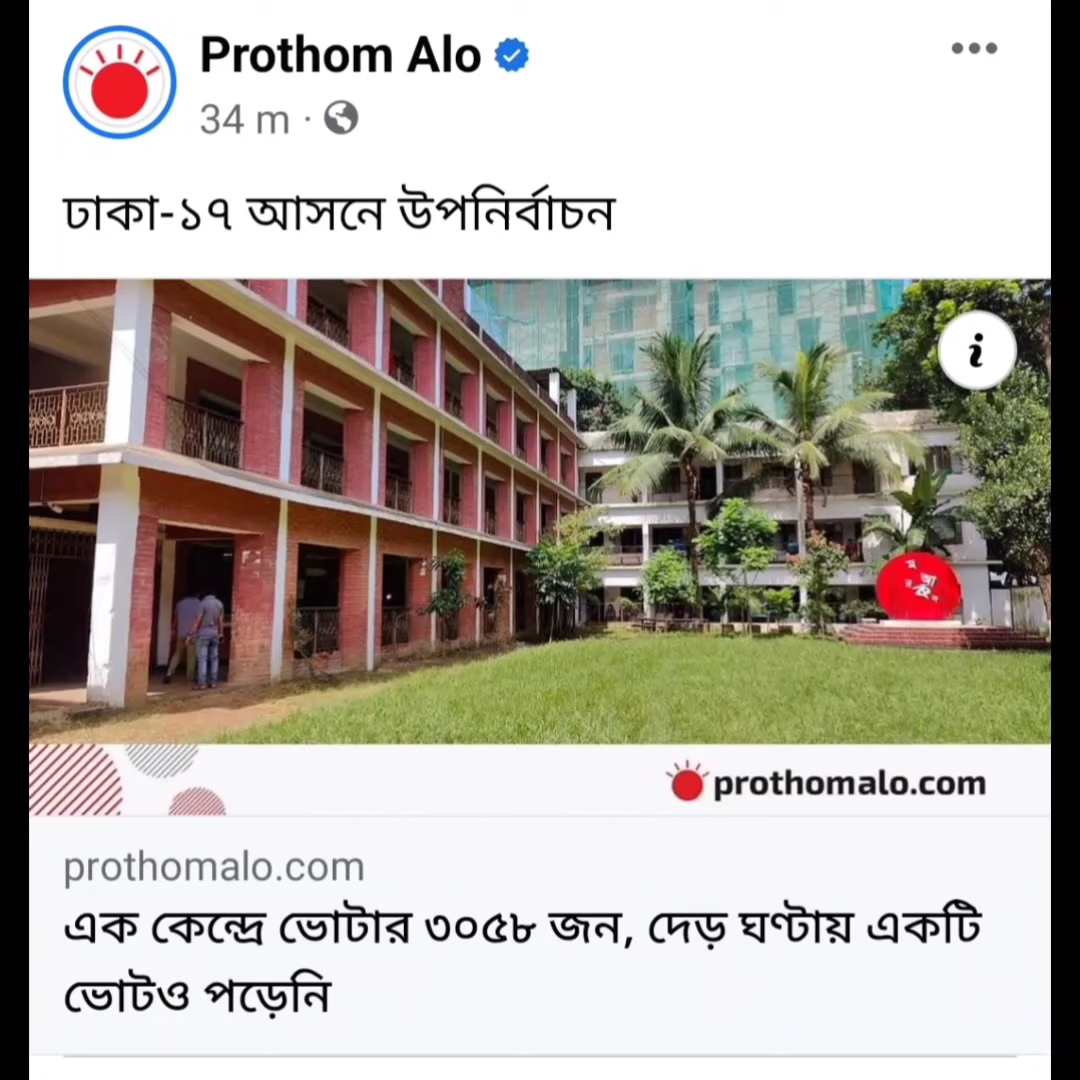 Prothom Alo
34 m ·
ঢাকা-১৭ আসনে উপনির্বাচন
prothomalo.com
prothomalo.com
এক কেন্দ্রে ভোটার ৩০৫৮ জন, দেড় ঘণ্টায় একটি
ভোটও পড়েনি